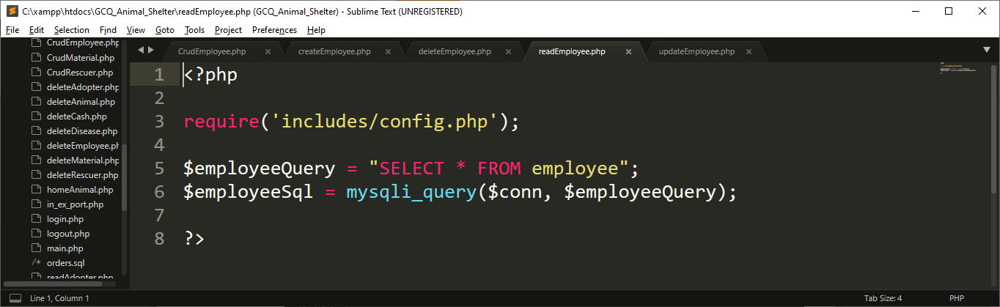 C:\xampp\htdocs\GCQ_Animal_Shelter\readEmployee.php (GCQ_Animal_Shelter) - Sublime Text (UNREGISTERED)
File Edit Selection Find View Goto Tools Project Preferences Help
CrudEmployee.php
CrudMaterial.php
CrudRescuer.php
deleteAdopter.php
deleteAnimal.php
deleteCash.php
deleteDisease.php
deleteEmployee.ph
deleteMaterial.php
deleteRescuer.php
homeAnimal.php
in_ex_port.php
login.php
logout.php
main.php
/* orders.sql
readAdopter.php
CrudEmployee.php × createEmployee.php × deleteEmployee.php × readEmployee.php × updateEmployee.php ×
1 <?php
2
3 require('includes/config.php');
4
5 $employeeQuery = "SELECT * FROM employee";
6 $employeeSql = mysqli_query($conn, $employeeQuery);
7
8 ?>
Line 1, Column 1 Tab Size: 4 PHP